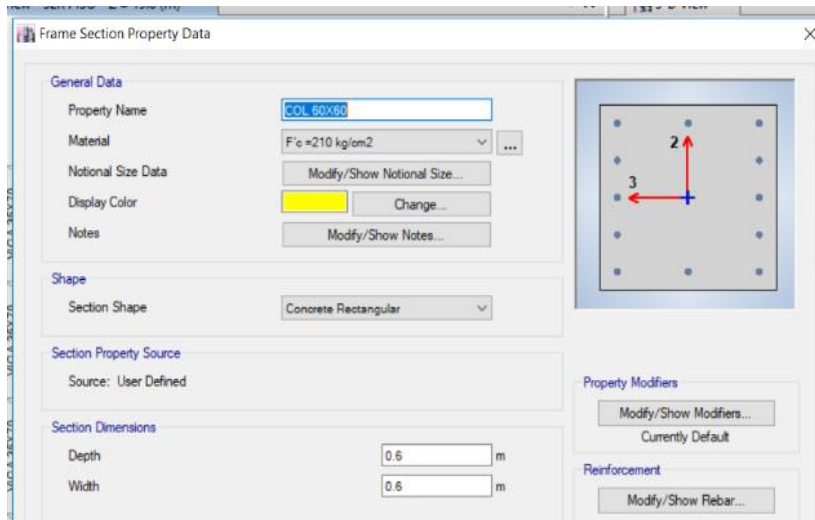 Frame Section Property Data
General Data
Property Name COL 60X60
Material F'c =210 kg/cm2 ...
Notional Size Data Modify/Show Notional Size...
Display Color Change...
Notes Modify/Show Notes...
2
3
Shape
Section Shape Concrete Rectangular
Section Property Source
Source: User Defined
Property Modifiers
Modify/Show Modifiers...
Currently Default
Section Dimensions
Depth 0.6 m
Width 0.6 m
Reinforcement
Modify/Show Rebar...